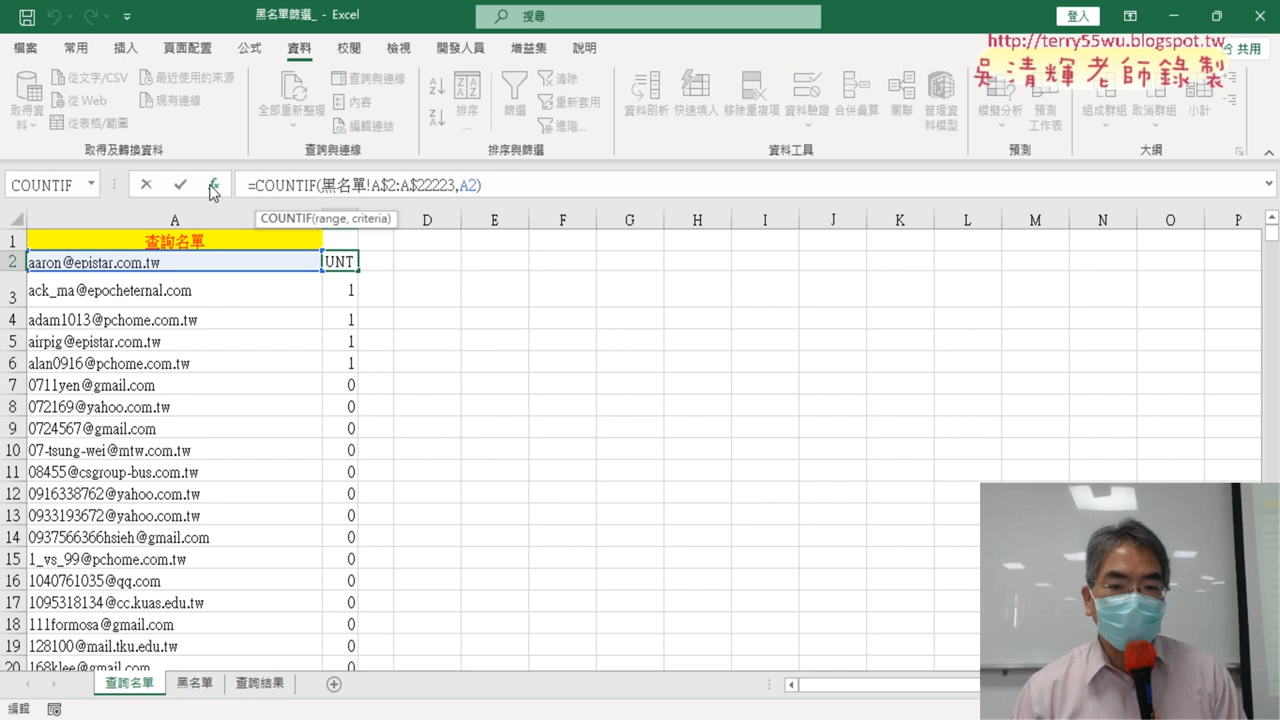 黑名單篩選_ - Excel
搜尋
登入
檔案 常用 插入 頁面配置 公式 資料 校閱 檢視 開發人員 增益集 說明
http://terry55wu.blogspot.tw
共用
吳清輝老師錄製
取得資料
從文字/CSV
從 Web
從表格/範圍
最近使用的來源
現有連線
全部重新整理
查詢與連線
內容
編輯連結
排序...
篩選
清除
重新套用
進階...
資料剖析 快速填入 移除重複項 資料驗證 合併彙算 關聯 管理資料模型
模擬分析 預測工作表
組成群組 取消群組 小計
取得及轉換資料 查詢與連線 排序與篩選 資料工具 預測 大綱
COUNTIF
fx
=COUNTIF(黑名單!A$2:A$22223,A2)
COUNTIF(range, criteria)
A D E F G H I J K L M N O P
1 查詢名單
2 aaron@epistar.com.tw UNT
3 ack_ma@epocheternal.com 1
4 adam1013@pchome.com.tw 1
5 airpig@epistar.com.tw 1
6 alan0916@pchome.com.tw 1
7 0711yen@gmail.com 0
8 072169@yahoo.com.tw 0
9 0724567@gmail.com 0
10 07-tsung-wei@mtw.com.tw 0
11 08455@csgroup-bus.com.tw 0
12 0916338762@yahoo.com.tw 0
13 0933193672@yahoo.com.tw 0
14 0937566366hsieh@gmail.com 0
15 1_vs_99@pchome.com.tw 0
16 1040761035@qq.com 0
17 1095318134@cc.kuas.edu.tw 0
18 111formosa@gmail.com 0
19 128100@mail.tku.edu.tw 0
20 168klee@gmail.com 0
查詢名單 黑名單 查詢結果
編輯